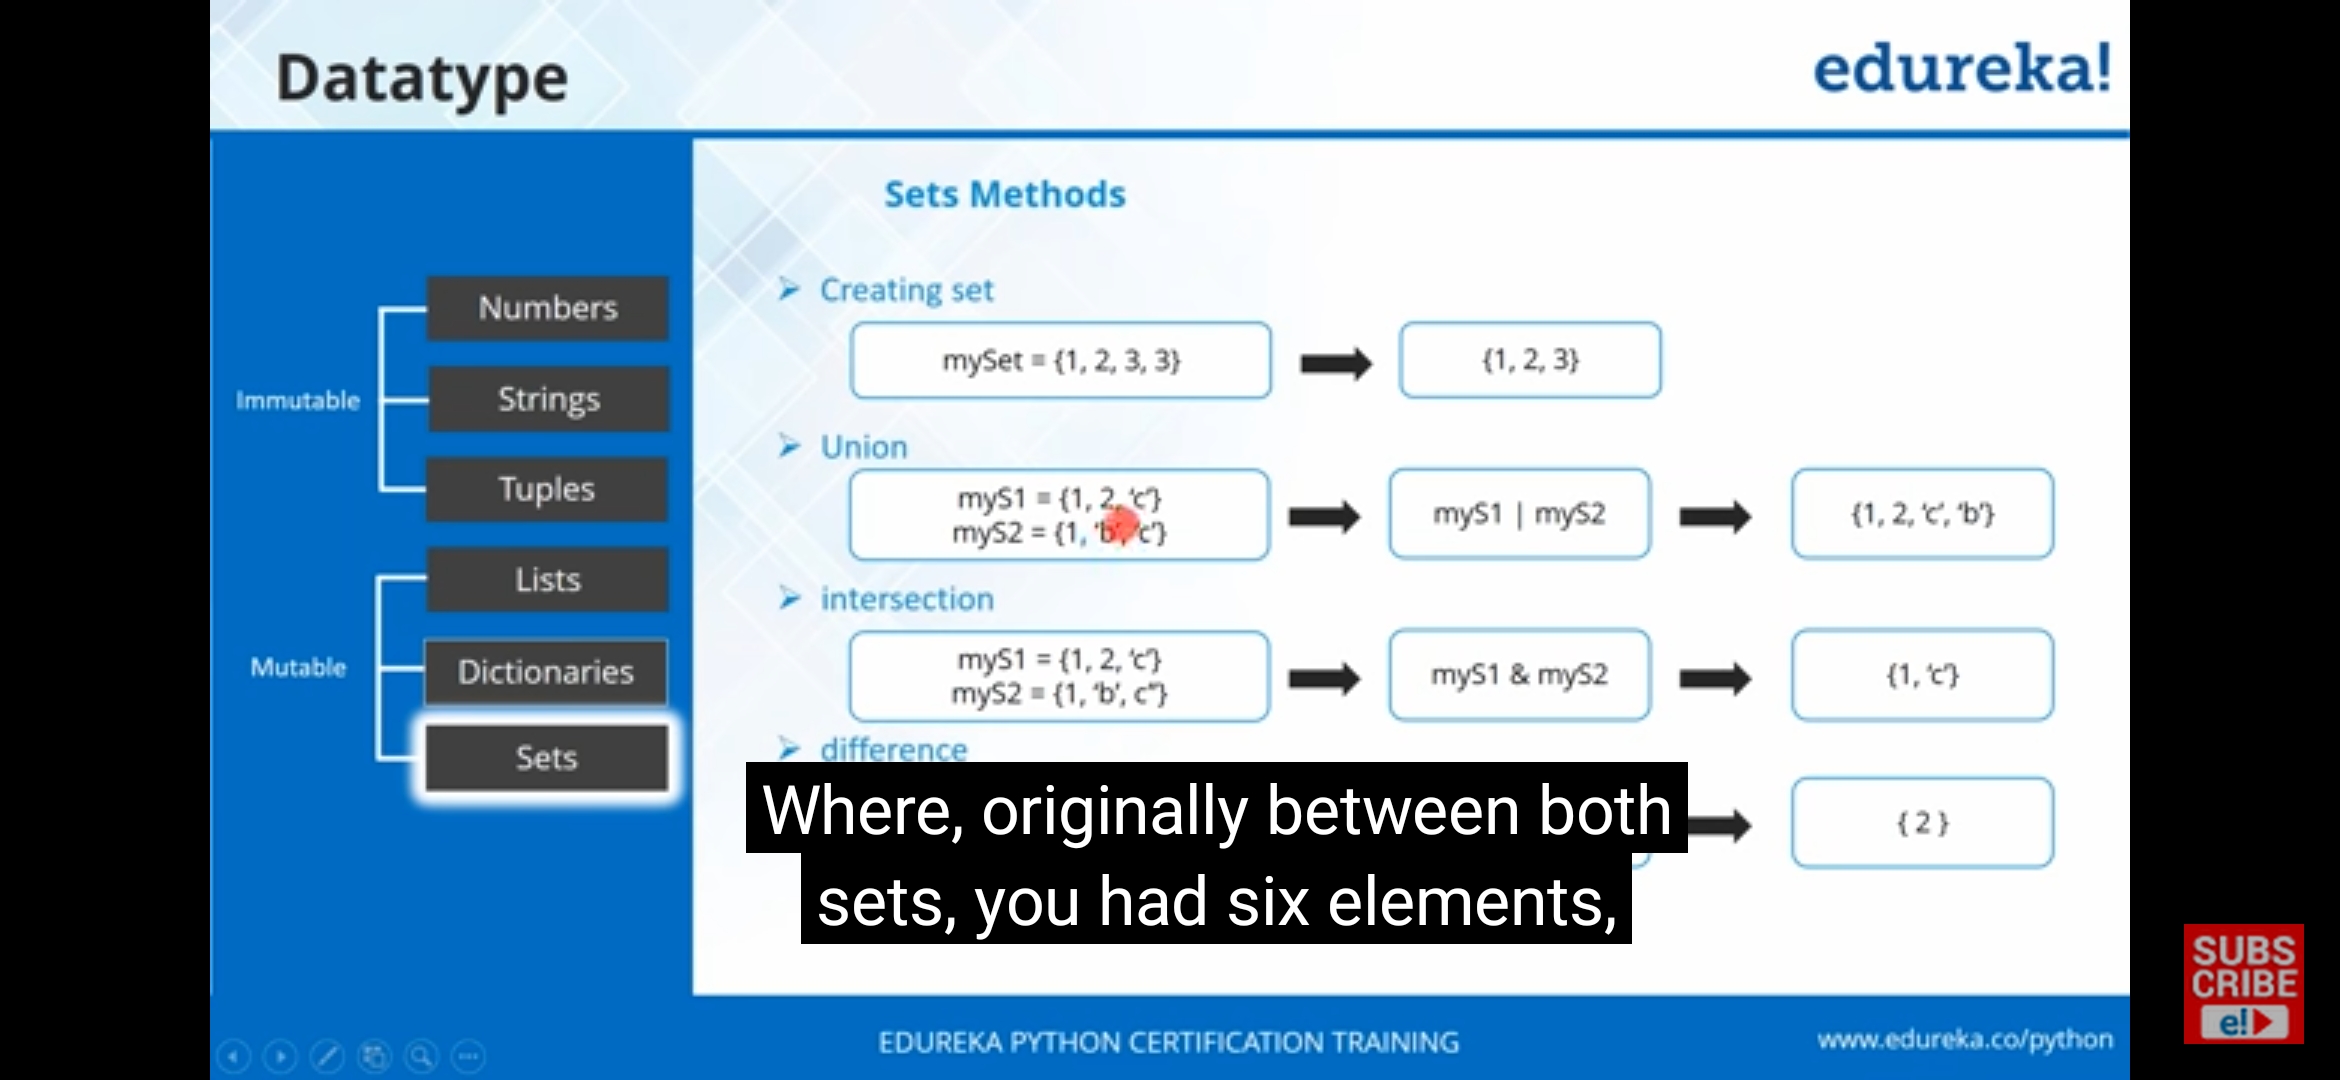 Datatype
edureka!
Immutable
Numbers
Strings
Tuples
Mutable
Lists
Dictionaries
Sets
Sets Methods
Creating set
mySet = {1, 2, 3, 3}
{1, 2, 3}
Union
myS1 = {1, 2, ‘c’}
myS2 = {1, ‘b’, ‘c’}
myS1 | myS2
{1, 2, ‘c’, ‘b’}
intersection
myS1 = {1, 2, ‘c’}
myS2 = {1, ‘b’, c’’}
myS1 & myS2
{1, ‘c’}
difference
{ 2 }
Where, originally between both
sets, you had six elements,
EDUREKA PYTHON CERTIFICATION TRAINING
www.edureka.co/python
SUBS
CRIBE
e!